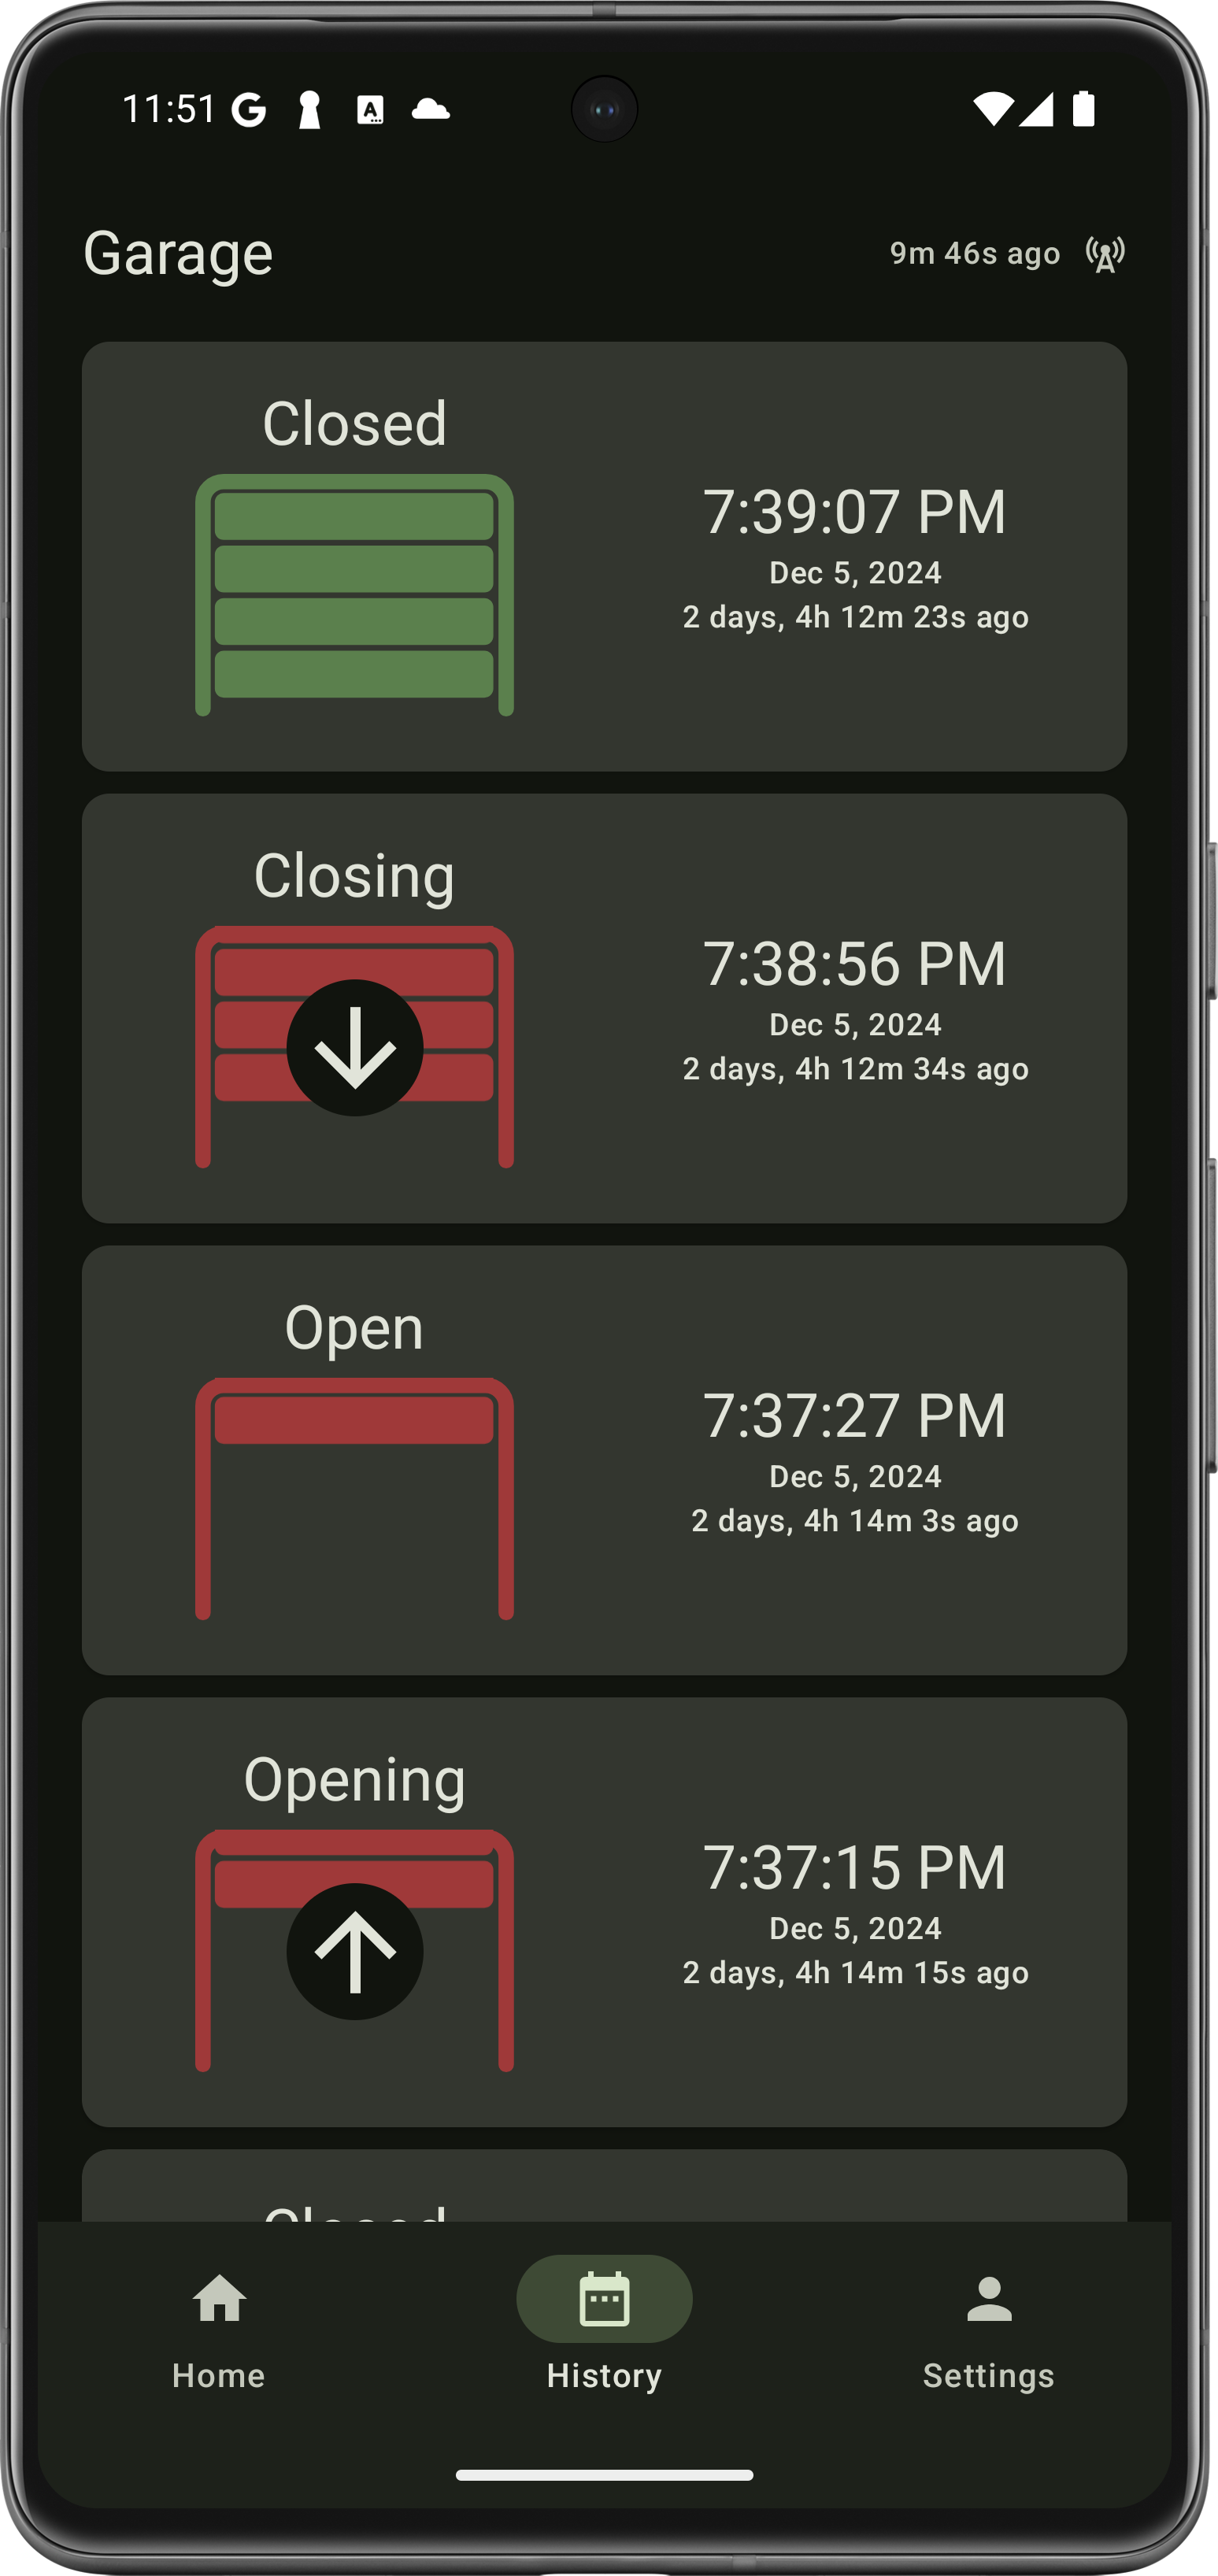 11:51
Garage
9m 46s ago
Closed
7:39:07 PM
Dec 5, 2024
2 days, 4h 12m 23s ago
Closing
7:38:56 PM
Dec 5, 2024
2 days, 4h 12m 34s ago
Open
7:37:27 PM
Dec 5, 2024
2 days, 4h 14m 3s ago
Opening
7:37:15 PM
Dec 5, 2024
2 days, 4h 14m 15s ago
Closed
Home
History
Settings